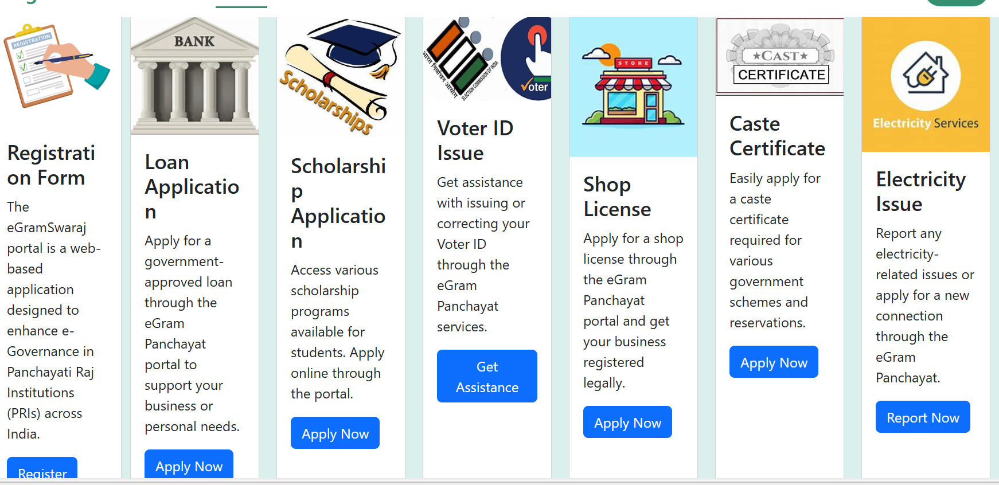 REGISTRATION
Registrati
on Form
The
eGramSwaraj
portal is a web-
based
application
designed to
enhance e-
Governance in
Panchayati Raj
Institutions
(PRIs) across
India.
Register
BANK
Loan
Applicatio
n
Apply for a
government-
approved loan
through the
eGram
Panchayat
portal to
support your
business or
personal needs.
Apply Now
Scholarships
Scholarshi
p
Applicatio
n
Access various
scholarship
programs
available for
students. Apply
online through
the portal.
Apply Now
भारत निर्वाचन आयोग
ELECTION COMMISSION OF INDIA
Voter
Voter ID
Issue
Get assistance
with issuing or
correcting your
Voter ID
through the
eGram
Panchayat
services.
Get
Assistance
STORE
Shop
License
Apply for a shop
license through
the eGram
Panchayat
portal and get
your business
registered
legally.
Apply Now
★CAST★
CERTIFICATE
Caste
Certificate
Easily apply for
a caste
certificate
required for
various
government
schemes and
reservations.
Apply Now
Electricity Services
Electricity
Issue
Report any
electricity-
related issues or
apply for a new
connection
through the
eGram
Panchayat.
Report Now